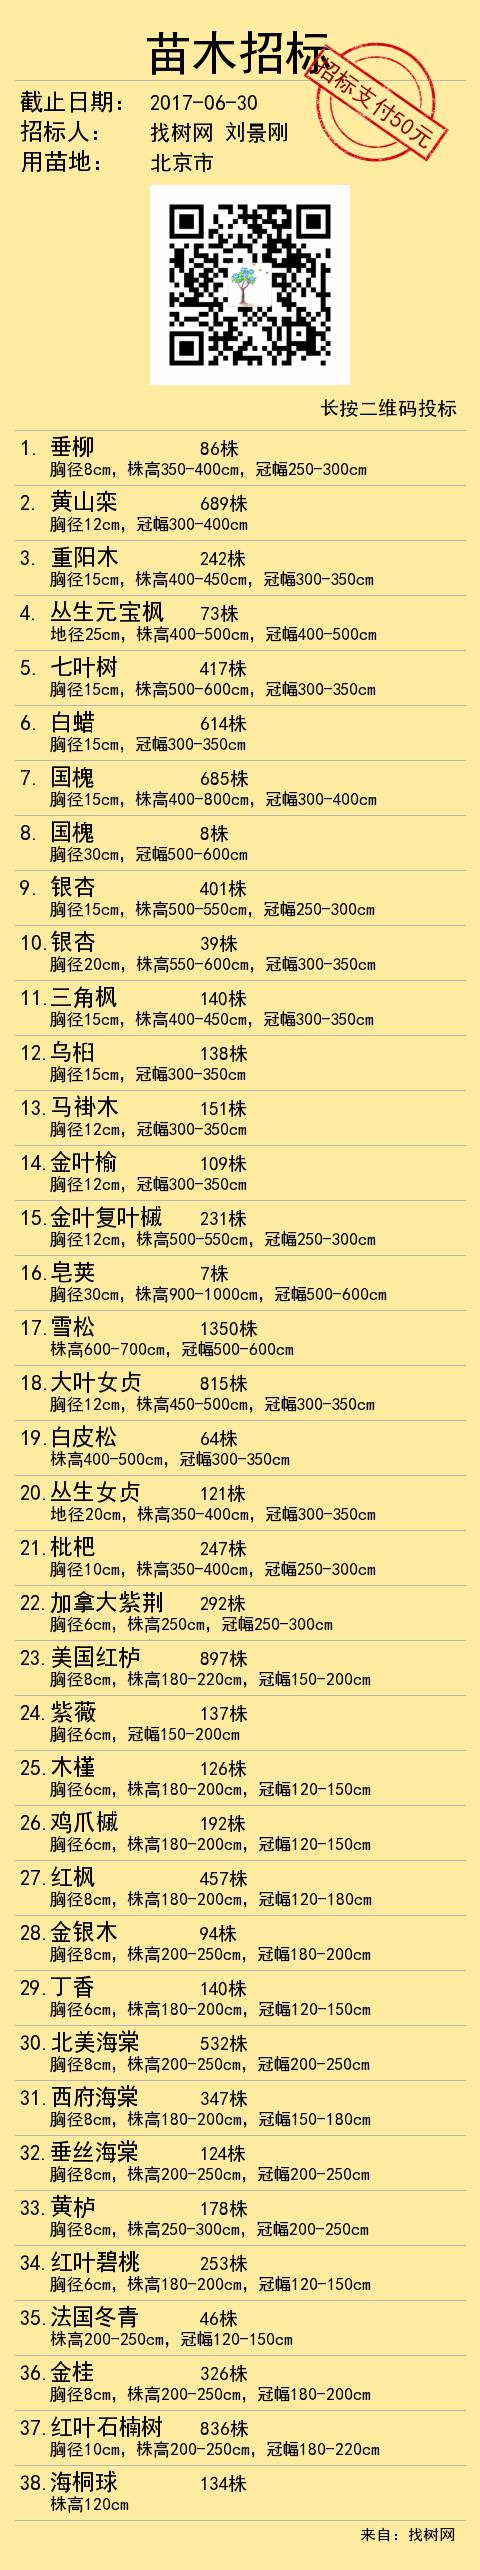 苗木招标
招标支付50元
截止日期： 2017-06-30
招标人： 找树网 刘景刚
用苗地： 北京市
长按二维码投标
1. 垂柳 86株
胸径8cm，株高350-400cm，冠幅250-300cm
2. 黄山栾 689株
胸径12cm，冠幅300-400cm
3. 重阳木 242株
胸径15cm，株高400-450cm，冠幅300-350cm
4. 丛生元宝枫 73株
地径25cm，株高400-500cm，冠幅400-500cm
5. 七叶树 417株
胸径15cm，株高500-600cm，冠幅300-350cm
6. 白蜡 614株
胸径15cm，冠幅300-350cm
7. 国槐 685株
胸径15cm，株高400-800cm，冠幅300-400cm
8. 国槐 8株
胸径30cm，冠幅500-600cm
9. 银杏 401株
胸径15cm，株高500-550cm，冠幅250-300cm
10. 银杏 39株
胸径20cm，株高550-600cm，冠幅300-350cm
11. 三角枫 140株
胸径15cm，株高400-450cm，冠幅300-350cm
12. 乌桕 138株
胸径15cm，冠幅300-350cm
13. 马褂木 151株
胸径12cm，冠幅300-350cm
14. 金叶榆 109株
胸径12cm，冠幅300-350cm
15. 金叶复叶槭 231株
胸径12cm，株高500-550cm，冠幅250-300cm
16. 皂荚 7株
胸径30cm，株高900-1000cm，冠幅500-600cm
17. 雪松 1350株
株高600-700cm，冠幅500-600cm
18. 大叶女贞 815株
胸径12cm，株高450-500cm，冠幅300-350cm
19. 白皮松 64株
株高400-500cm，冠幅300-350cm
20. 丛生女贞 121株
地径20cm，株高350-400cm，冠幅300-350cm
21. 枇杷 247株
胸径10cm，株高350-400cm，冠幅250-300cm
22. 加拿大紫荆 292株
胸径6cm，株高250cm，冠幅250-300cm
23. 美国红栌 897株
胸径8cm，株高180-220cm，冠幅150-200cm
24. 紫薇 137株
胸径6cm，冠幅150-200cm
25. 木槿 126株
胸径6cm，株高180-200cm，冠幅120-150cm
26. 鸡爪槭 192株
胸径6cm，株高180-200cm，冠幅120-150cm
27. 红枫 457株
胸径8cm，株高180-200cm，冠幅120-180cm
28. 金银木 94株
胸径8cm，株高200-250cm，冠幅180-200cm
29. 丁香 140株
胸径6cm，株高180-200cm，冠幅120-150cm
30. 北美海棠 532株
胸径8cm，株高200-250cm，冠幅200-250cm
31. 西府海棠 347株
胸径8cm，株高180-200cm，冠幅150-180cm
32. 垂丝海棠 124株
胸径8cm，株高200-250cm，冠幅200-250cm
33. 黄栌 178株
胸径8cm，株高250-300cm，冠幅200-250cm
34. 红叶碧桃 253株
胸径6cm，株高180-200cm，冠幅120-150cm
35. 法国冬青 46株
株高200-250cm，冠幅120-150cm
36. 金桂 326株
胸径8cm，株高200-250cm，冠幅180-200cm
37. 红叶石楠树 836株
胸径10cm，株高200-250cm，冠幅180-220cm
38. 海桐球 134株
株高120cm
来自：找树网